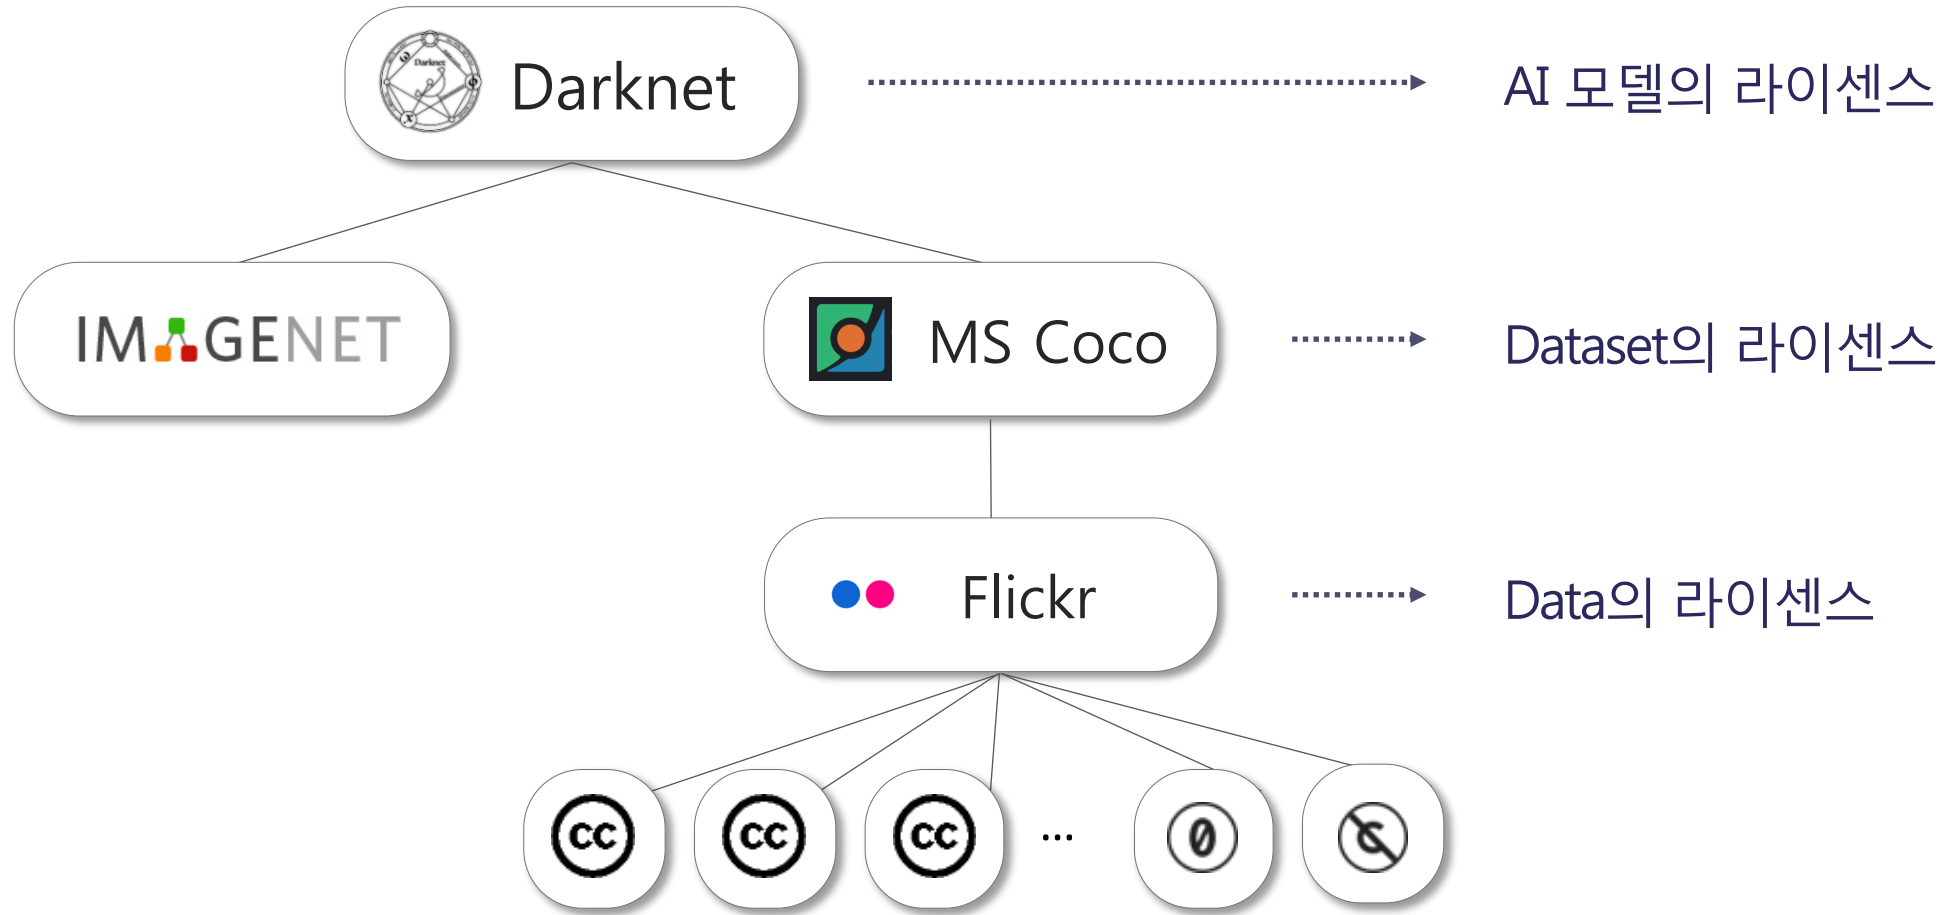 Darknet
Darknet
AI 모델의 라이센스
IMAGENET
MS Coco
Dataset의 라이센스
Flickr
Data의 라이센스
cc
cc
cc
...
0
C